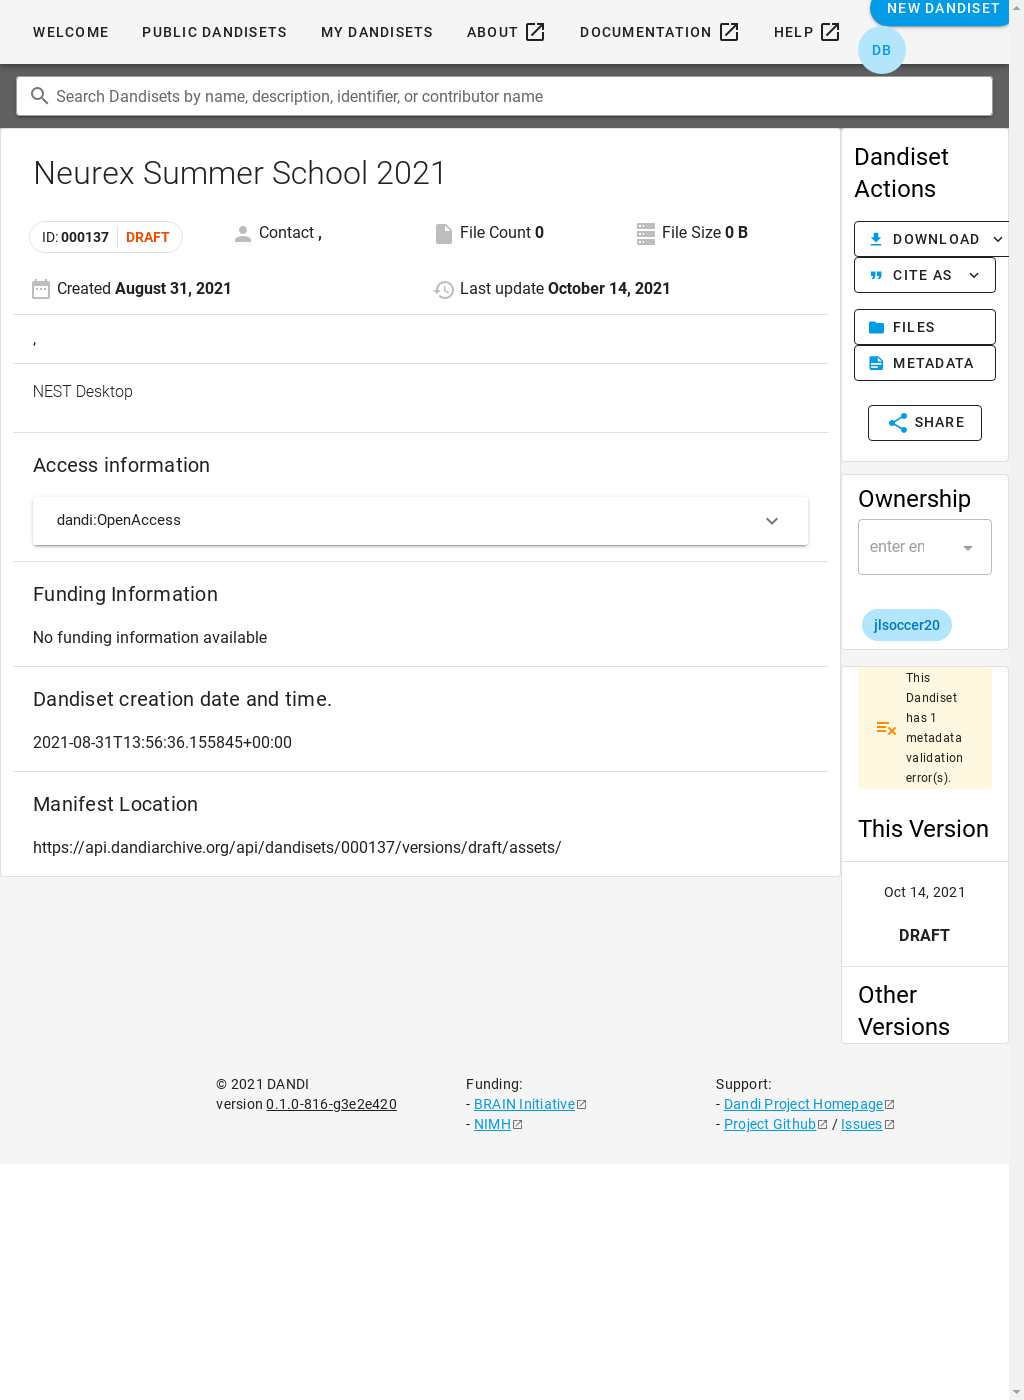 WELCOME PUBLIC DANDISETS MY DANDISETS ABOUT DOCUMENTATION HELP NEW DANDISET
DB
Search Dandisets by name, description, identifier, or contributor name
Neurex Summer School 2021
ID: 000137 DRAFT Contact , File Count 0 File Size 0 B
Created August 31, 2021 Last update October 14, 2021
,
NEST Desktop
Access information
dandi:OpenAccess
Funding Information
No funding information available
Dandiset creation date and time.
2021-08-31T13:56:36.155845+00:00
Manifest Location
https://api.dandiarchive.org/api/dandisets/000137/versions/draft/assets/
Dandiset
Actions
DOWNLOAD
CITE AS
FILES
METADATA
SHARE
Ownership
enter en
jlsoccer20
This
Dandiset
has 1
metadata
validation
error(s).
This Version
Oct 14, 2021
DRAFT
Other
Versions
© 2021 DANDI
version 0.1.0-816-g3e2e420
Funding:
- BRAIN Initiative
- NIMH
Support:
- Dandi Project Homepage
- Project Github / Issues